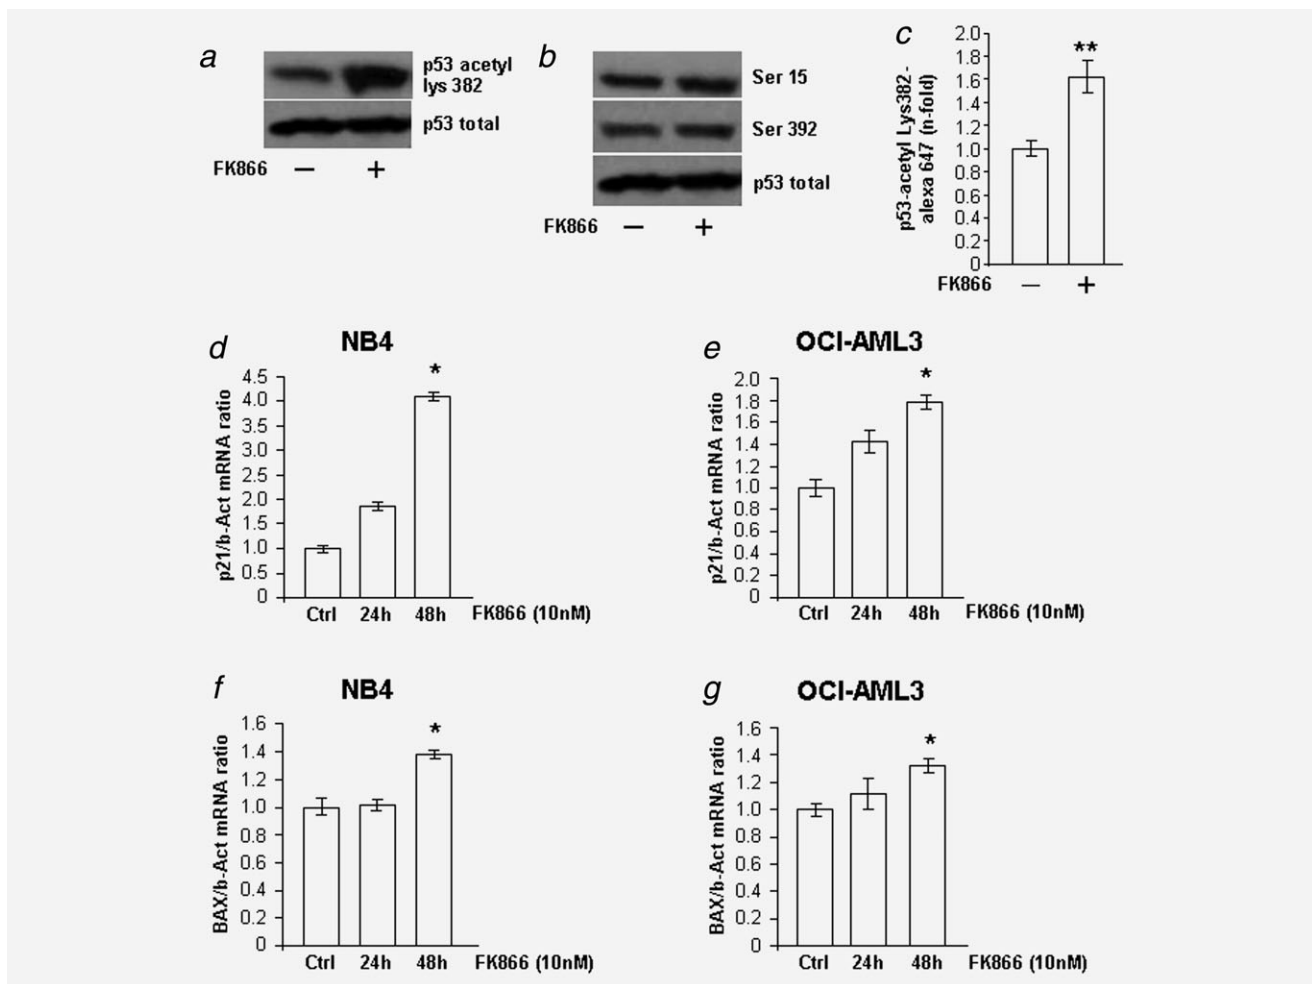 a
p53 acetyl
lys 382
p53 total
FK866 − +
b
Ser 15
Ser 392
p53 total
FK866 − +
c
p53-acetyl Lys382 -
alexa 647 (n-fold)
2.0
1.8
1.6
1.4
1.2
1.0
0.8
0.6
0.4
0.2
0
**
FK866 − +
d
NB4
p21/b-Act mRNA ratio
4.5
4.0
3.5
3.0
2.5
2.0
1.5
1.0
0.5
0
*
Ctrl 24h 48h FK866 (10nM)
e
OCI-AML3
p21/b-Act mRNA ratio
2.0
1.8
1.6
1.4
1.2
1.0
0.8
0.6
0.4
0.2
0
*
Ctrl 24h 48h FK866 (10nM)
f
NB4
BAX/b-Act mRNA ratio
1.6
1.4
1.2
1.0
0.8
0.6
0.4
0.2
0
*
Ctrl 24h 48h FK866 (10nM)
g
OCI-AML3
BAX/b-Act mRNA ratio
1.6
1.4
1.2
1.0
0.8
0.6
0.4
0.2
0
*
Ctrl 24h 48h FK866 (10nM)